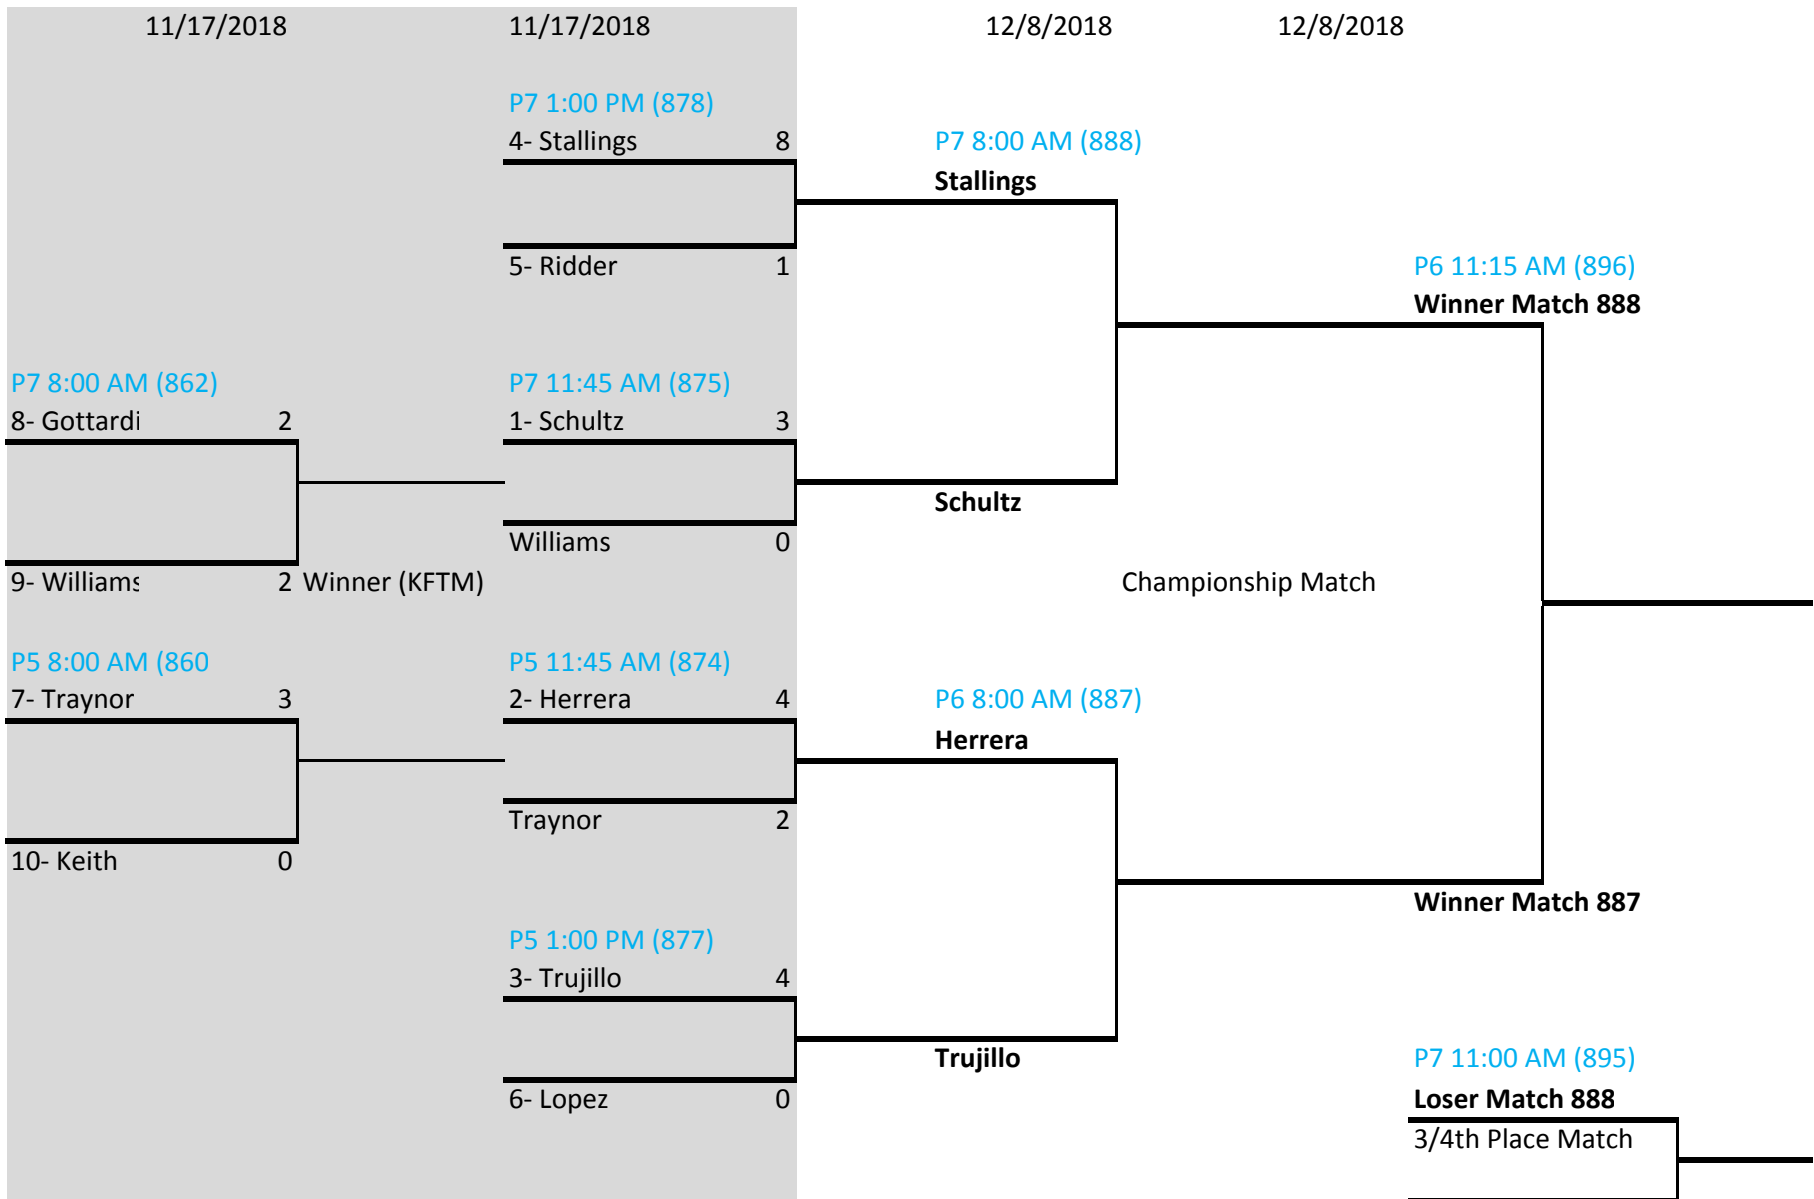 11/17/2018 11/17/2018 12/8/2018 12/8/2018
P7 1:00 PM (878)
4- Stallings 8 P7 8:00 AM (888)
Stallings
5- Ridder 1 P6 11:15 AM (896)
Winner Match 888
P7 8:00 AM (862) P7 11:45 AM (875)
8- Gottardi 2 1- Schultz 3
Schultz
Williams 0
9- Williams 2 Winner (KFTM) Championship Match
P5 8:00 AM (860 P5 11:45 AM (874)
7- Traynor 3 2- Herrera 4 P6 8:00 AM (887)
Herrera
Traynor 2
10- Keith 0
Winner Match 887
P5 1:00 PM (877)
3- Trujillo 4
Trujillo P7 11:00 AM (895)
6- Lopez 0 Loser Match 888
3/4th Place Match